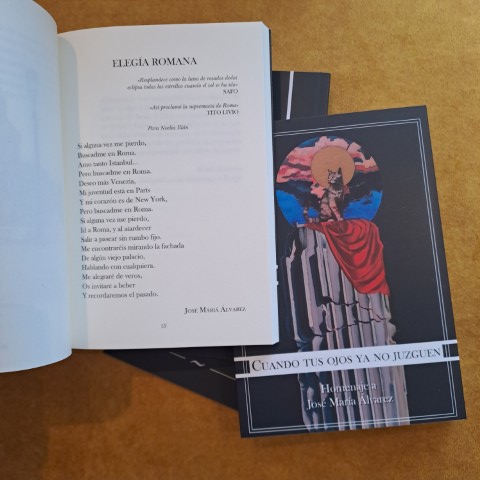 ELEGÍA ROMANA
«Resplandece como la luna de rosados dedos
eclipsa todas las estrellas cuando el sol se ha ido»
SAFO
«Así proclamó la supremacía de Roma»
TITO LIVIO
Para Noelia Illán
Si alguna vez me pierdo,
Buscadme en Roma.
Amo tanto Istanbul...
Pero buscadme en Roma.
Deseo más Venezia,
Mi juventud está en Paris
Y mi corazón es de New York,
Pero buscadme en Roma.
Si alguna vez me pierdo,
Id a Roma, y al atardecer
Salir a pasear sin rumbo fijo.
Me encontraréis mirando la fachada
De algún viejo palacio,
Hablando con cualquiera.
Me alegraré de veros,
Os invitaré a beber
Y recordaremos el pasado.
JOSÉ MARÍA ÁLVAREZ
CUANDO TUS OJOS YA NO JUZGUEN
Homenaje a
José María Álvarez